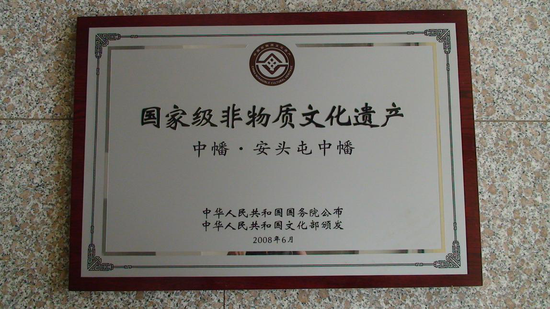 国家级非物质文化遗产
中幡·安头屯中幡
中华人民共和国国务院公布
中华人民共和国文化部颁发
2008年6月